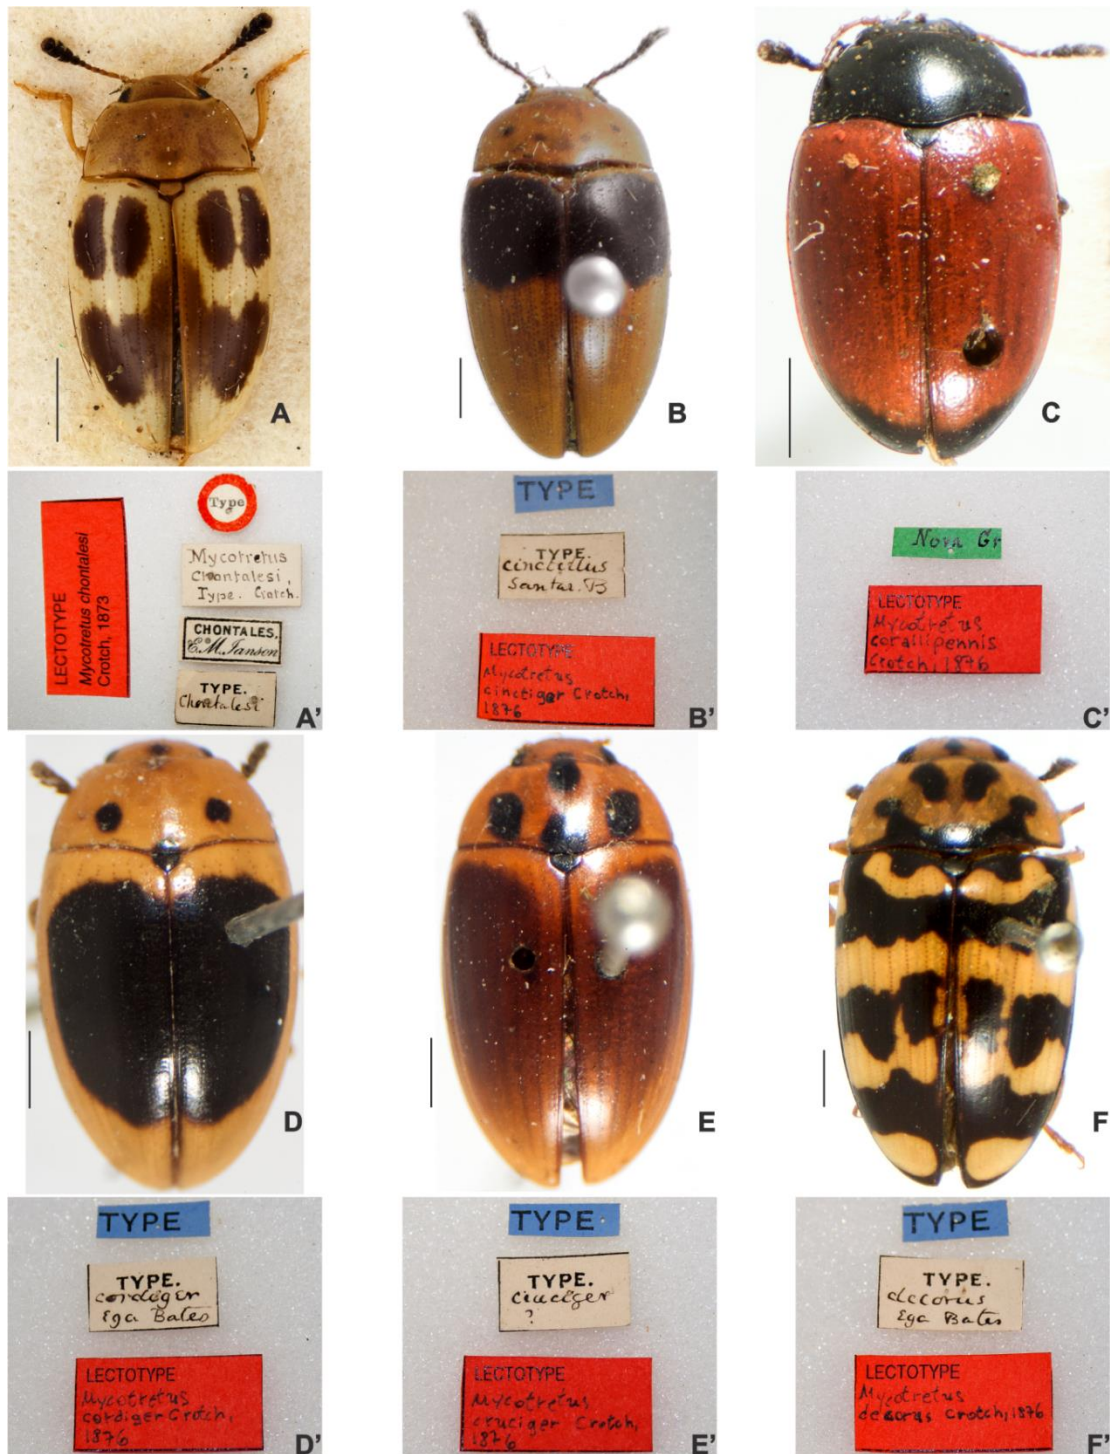 A
B
C
LECTOTYPE
Mycotretus chontalesi
Crotch, 1873
Type
Mycotretus
Chontalesi,
Type. Crotch.
CHONTALES.
E.M. Janson
TYPE.
Chontalesi
A'
TYPE
TYPE.
cinctellus
Santar. B
LECTOTYPE
Mycotretus
cinctiger Crotch,
1876
B'
Nova Gr
LECTOTYPE
Mycotretus
corallipennis
Crotch, 1876
C'
D
E
F
TYPE
TYPE.
cordiger
Ega Bates
LECTOTYPE
Mycotretus
cordiger Crotch,
1876
D'
TYPE
TYPE.
cruciger
?
LECTOTYPE
Mycotretus
cruciger Crotch,
1876
E'
TYPE
TYPE.
decorus
Ega Bates
LECTOTYPE
Mycotretus
decorus Crotch, 1876
F'